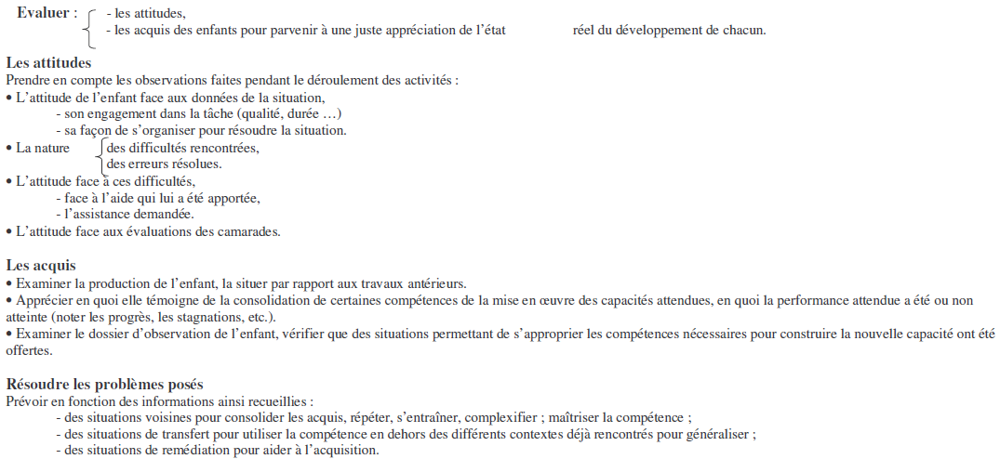 Evaluer : - les attitudes,
- les acquis des enfants pour parvenir à une juste appréciation de l’état réel du développement de chacun.
Les attitudes
Prendre en compte les observations faites pendant le déroulement des activités :
• L’attitude de l’enfant face aux données de la situation,
- son engagement dans la tâche (qualité, durée …)
- sa façon de s’organiser pour résoudre la situation.
• La nature des difficultés rencontrées,
des erreurs résolues.
• L’attitude face à ces difficultés,
- face à l’aide qui lui a été apportée,
- l’assistance demandée.
• L’attitude face aux évaluations des camarades.
Les acquis
• Examiner la production de l’enfant, la situer par rapport aux travaux antérieurs.
• Apprécier en quoi elle témoigne de la consolidation de certaines compétences de la mise en œuvre des capacités attendues, en quoi la performance attendue a été ou non
atteinte (noter les progrès, les stagnations, etc.).
• Examiner le dossier d’observation de l’enfant, vérifier que des situations permettant de s’approprier les compétences nécessaires pour construire la nouvelle capacité ont été
offertes.
Résoudre les problèmes posés
Prévoir en fonction des informations ainsi recueillies :
- des situations voisines pour consolider les acquis, répéter, s’entraîner, complexifier ; maîtriser la compétence ;
- des situations de transfert pour utiliser la compétence en dehors des différents contextes déjà rencontrés pour généraliser ;
- des situations de remédiation pour aider à l’acquisition.